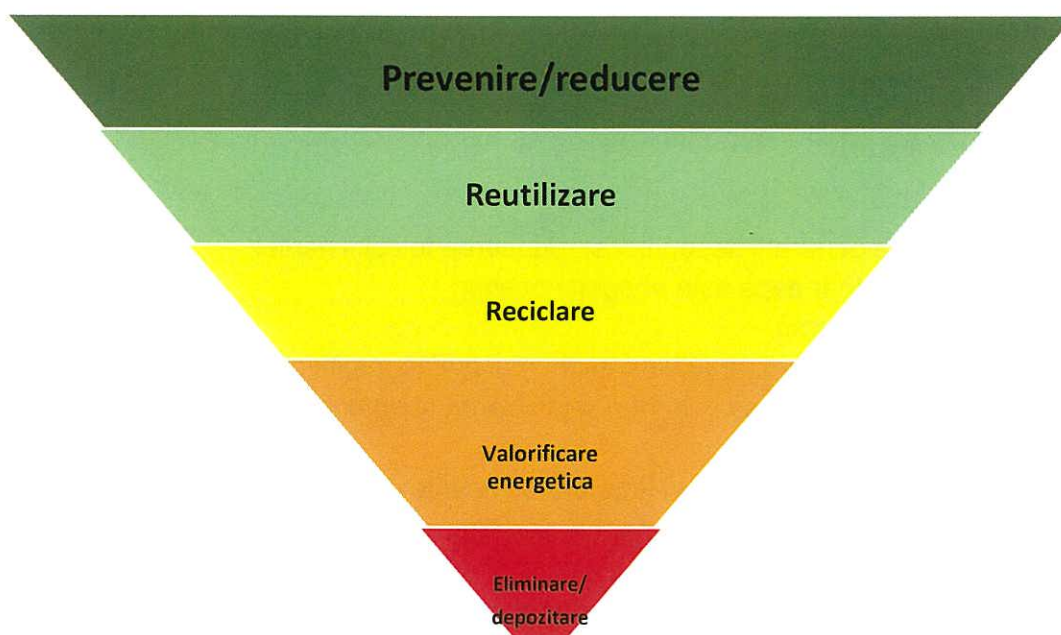 Prevenire/reducere
Reutilizare
Reciclare
Valorificare
energetica
Eliminare/
depozitare